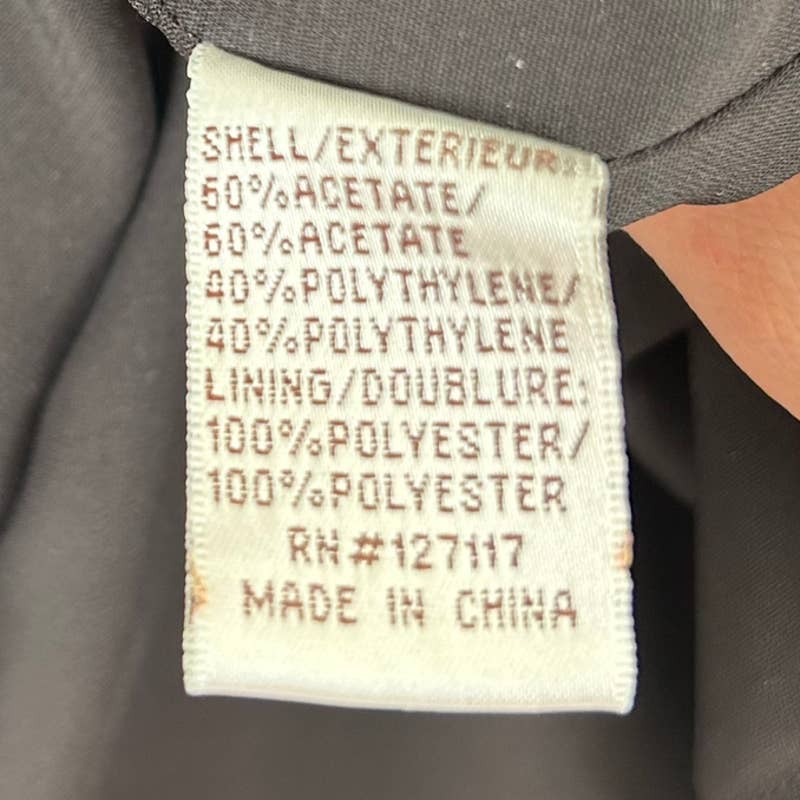 SHELL/EXTERIEUR:
60%ACETATE/
60%ACETATE
40%POLYTHYLENE/
40%POLYTHYLENE
LINING/DOUBLURE:
100%POLYESTER/
100%POLYESTER
RN#127117
MADE IN CHINA